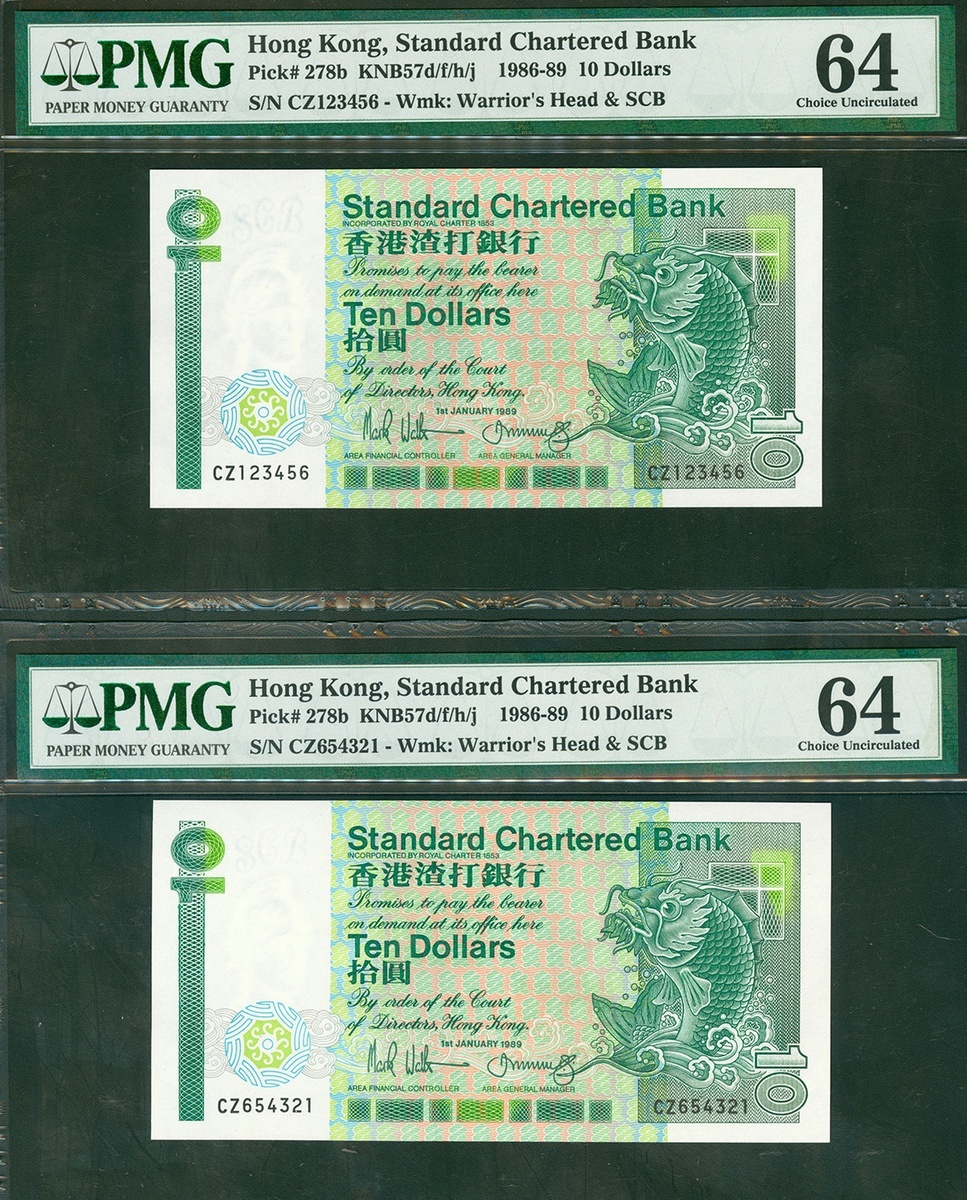 PMG
PAPER MONEY GUARANTY
Hong Kong, Standard Chartered Bank
Pick# 278b KNB57d/f/h/j 1986-89 10 Dollars
S/N CZ123456 - Wmk: Warrior's Head & SCB
64
Choice Uncirculated
10
Standard Chartered Bank
INCORPORATED BY ROYAL CHARTER 1853
香港渣打銀行
Promises to pay the bearer
on demand at its office here
Ten Dollars
拾圓
By order of the Court
of Directors, Hong Kong.
1st JANUARY 1989
AREA FINANCIAL CONTROLLER AREA GENERAL MANAGER
CZ123456
CZ123456
10
PMG
PAPER MONEY GUARANTY
Hong Kong, Standard Chartered Bank
Pick# 278b KNB57d/f/h/j 1986-89 10 Dollars
S/N CZ654321 - Wmk: Warrior's Head & SCB
64
Choice Uncirculated
10
Standard Chartered Bank
INCORPORATED BY ROYAL CHARTER 1853
香港渣打銀行
Promises to pay the bearer
on demand at its office here
Ten Dollars
拾圓
By order of the Court
of Directors, Hong Kong.
1st JANUARY 1989
AREA FINANCIAL CONTROLLER AREA GENERAL MANAGER
CZ654321
CZ654321
10